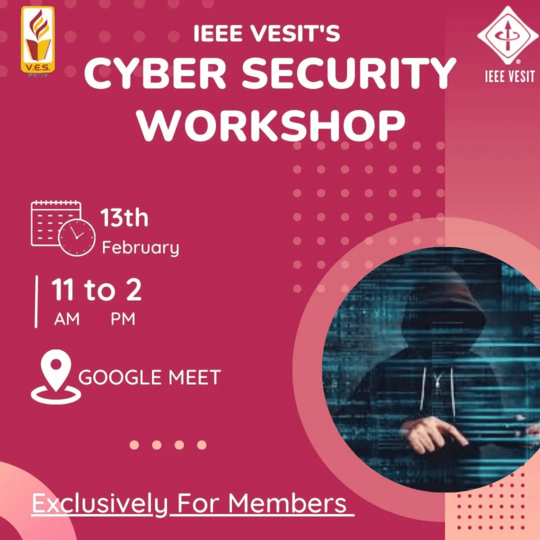 IEEE VESIT'S
CYBER SECURITY
WORKSHOP
V.E.S.
IEEE VESIT
13th
February
11 to 2
AM PM
GOOGLE MEET
Exclusively For Members